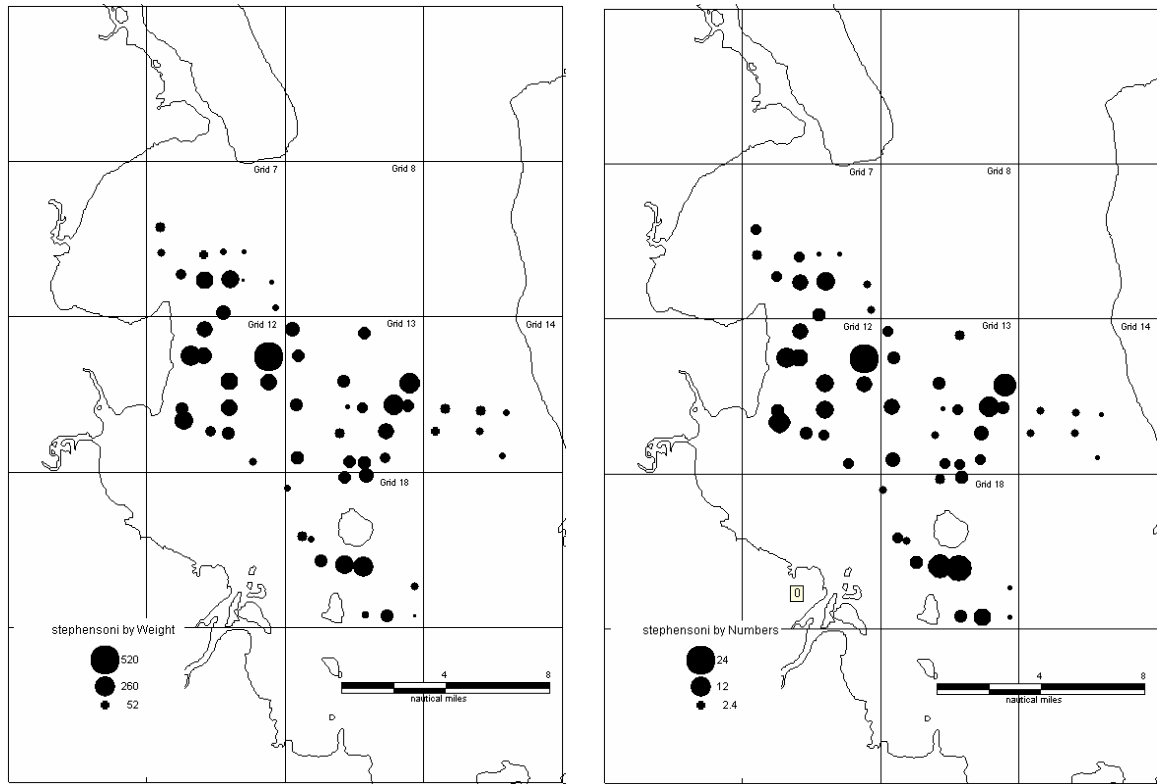 Grid 7
Grid 8
Grid 12
Grid 13
Grid 14
Grid 18
stephensoni by Weight
520
260
52
0
4
8
nautical miles
Grid 7
Grid 8
Grid 12
Grid 13
Grid 14
Grid 18
0
stephensoni by Numbers
24
12
2.4
0
4
8
nautical miles